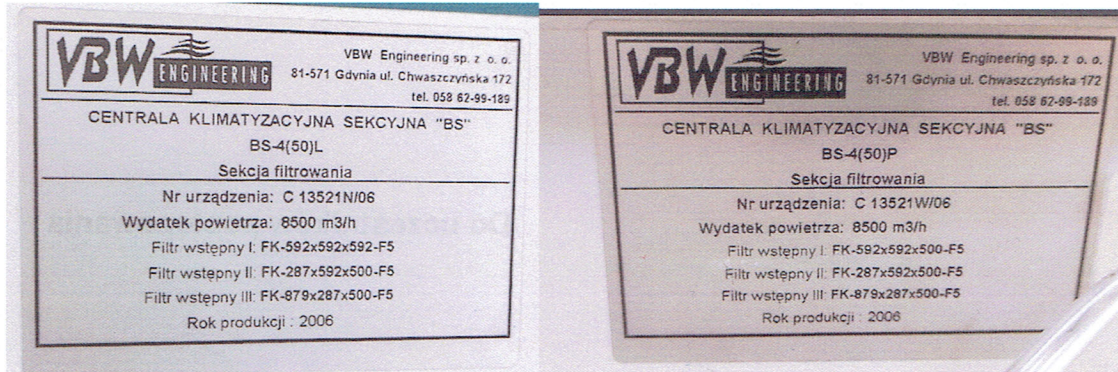 VBW ENGINEERING
VBW Engineering sp. z o. o.
81-571 Gdynia ul. Chwaszczyńska 172
tel. 058 62-99-189
CENTRALA KLIMATYZACYJNA SEKCYJNA "BS"
BS-4(50)L
Sekcja filtrowania
Nr urządzenia: C 13521N/06
Wydatek powietrza: 8500 m3/h
Filtr wstępny I: FK-592x592x592-F5
Filtr wstępny II: FK-287x592x500-F5
Filtr wstępny III: FK-879x287x500-F5
Rok produkcji : 2006
VBW ENGINEERING
VBW Engineering sp. z o. o.
81-571 Gdynia ul. Chwaszczyńska 172
tel. 058 62-99-189
CENTRALA KLIMATYZACYJNA SEKCYJNA "BS"
BS-4(50)P
Sekcja filtrowania
Nr urządzenia: C 13521W/06
Wydatek powietrza: 8500 m3/h
Filtr wstępny I: FK-592x592x500-F5
Filtr wstępny II: FK-287x592x500-F5
Filtr wstępny III: FK-879x287x500-F5
Rok produkcji : 2006